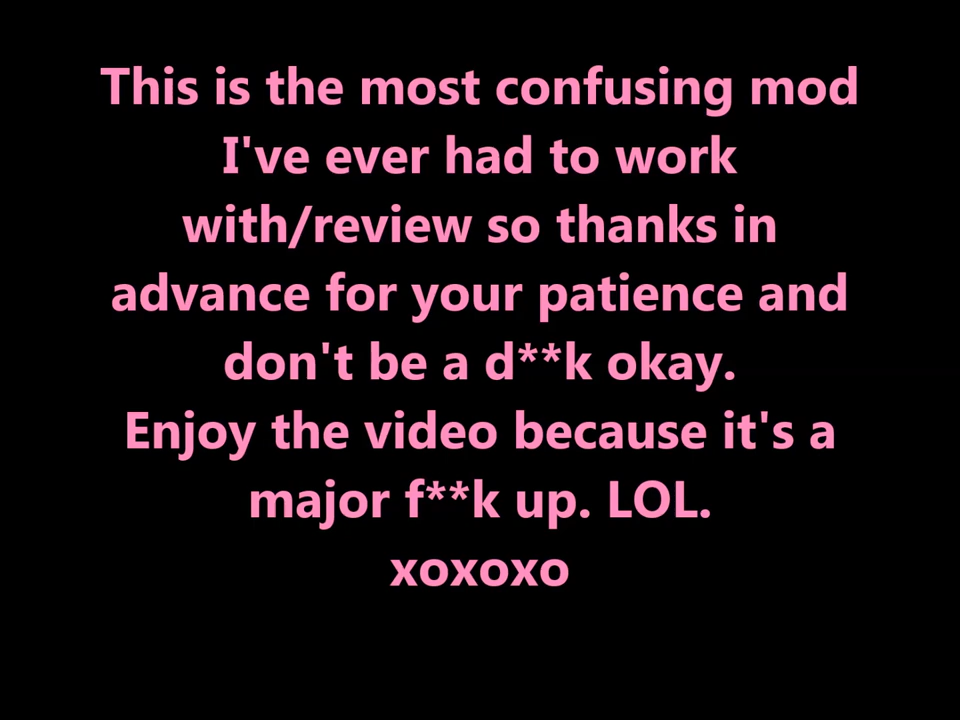 This is the most confusing mod
I've ever had to work
with/review so thanks in
advance for your patience and
don't be a d**k okay.
Enjoy the video because it's a
major f**k up. LOL.
xoxoxo